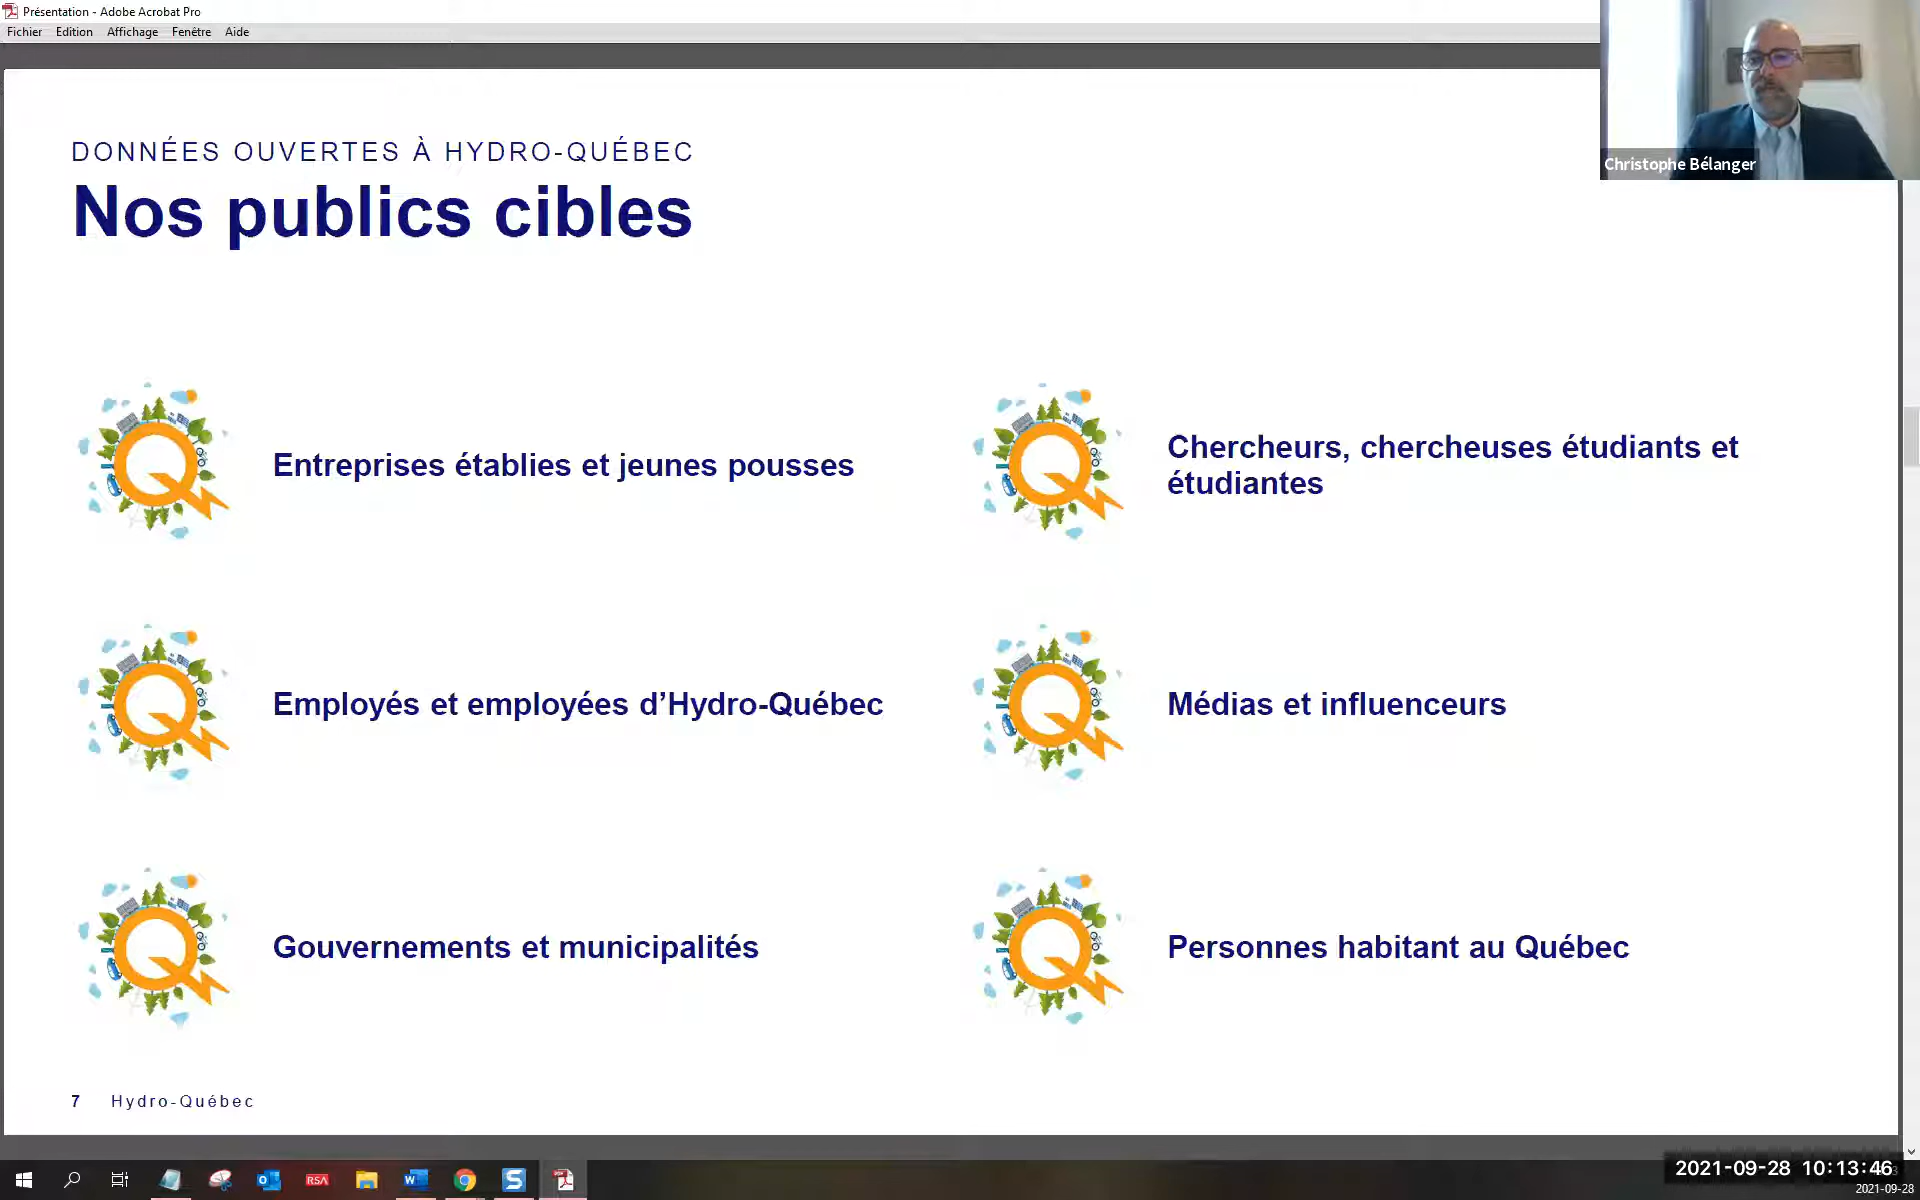 Présentation - Adobe Acrobat Pro
Fichier Edition Affichage Fenêtre Aide
Christophe Bélanger
DONNÉES OUVERTES À HYDRO-QUÉBEC
Nos publics cibles
Entreprises établies et jeunes pousses
Chercheurs, chercheuses étudiants et
étudiantes
Employés et employées d’Hydro-Québec
Médias et influenceurs
Gouvernements et municipalités
Personnes habitant au Québec
7 Hydro-Québec
RSA
2021-09-28 10:13:46
2021-09-28